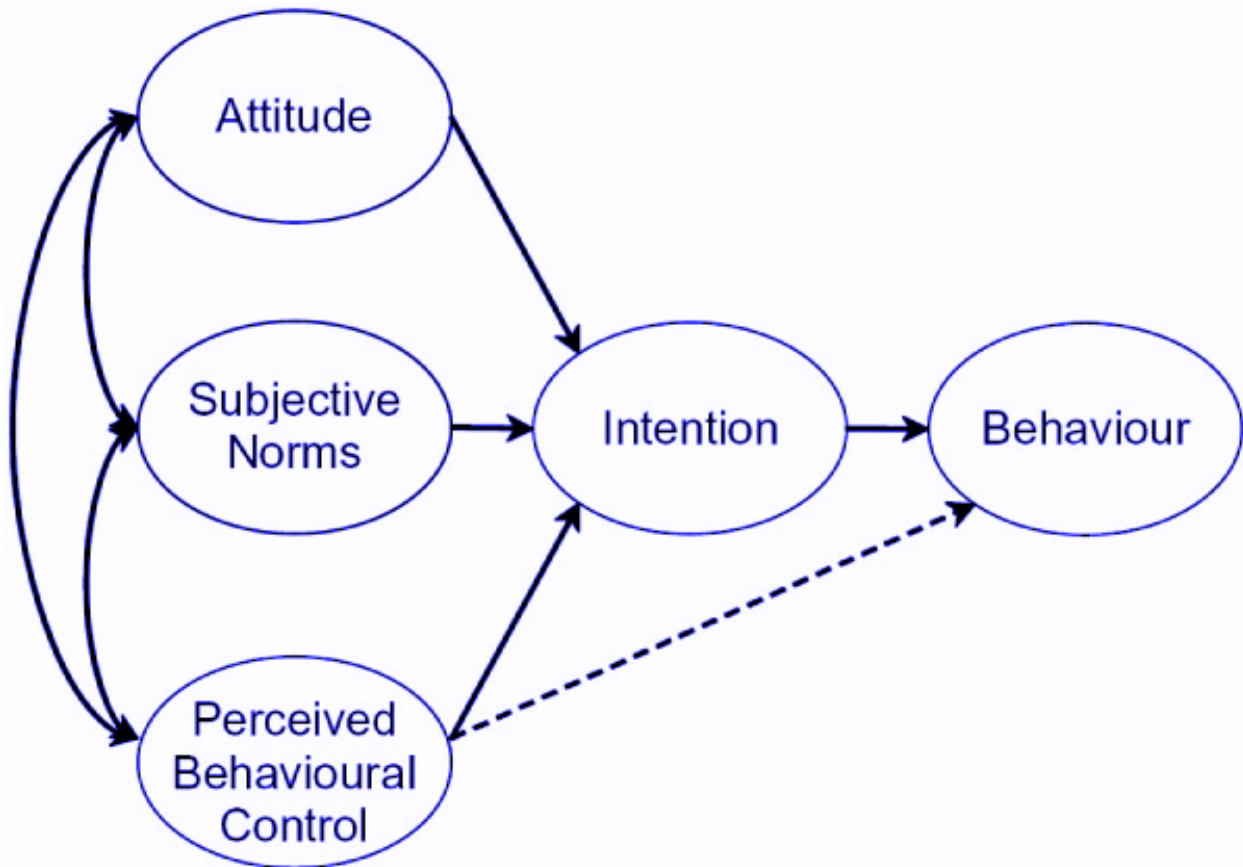 Attitude
Subjective
Norms
Intention
Behaviour
Perceived
Behavioural
Control